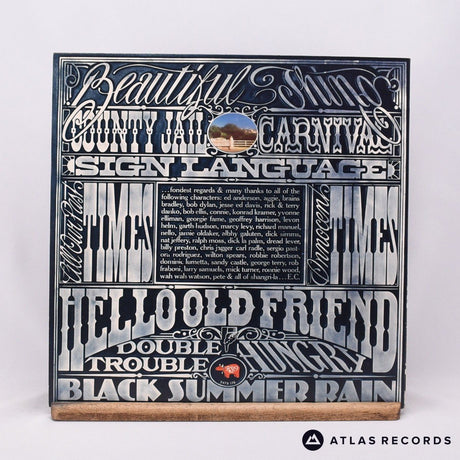 Beautiful Thing
COUNTY JAIL CARNIVAL
SIGN LANGUAGE
All Our Past
TIMES
...fondest regards & many thanks to all of the
following characters: ed anderson, aggie, brains
bradley, bob dylan, jesse ed davis, rick & terry
danko, bob ellis, connie, konrad kramer, yvonne
elliman, georgie fame, geoffrey harrison, levon
helm, garth hudson, marcy levy, richard manuel,
nello, jamie oldaker, albhy galuten, dick simms,
nat jeffery, ralph moss, dick la palm, dread lever,
billy preston, chris jagger, carl radle, sergio past-
ora rodriguez, wilton spears, robbie robertson,
dominic lumetta, sandy castle, george terry, rob
fraboni, larry samuels, mick turner, ronnie wood,
wah wah watson, pete & all of shangri-la... E.C.
Innocent
TIMES
HELLO OLD FRIEND
DOUBLE
TROUBLE
HUNGRY
BLACK SUMMER RAIN
ATLAS RECORDS